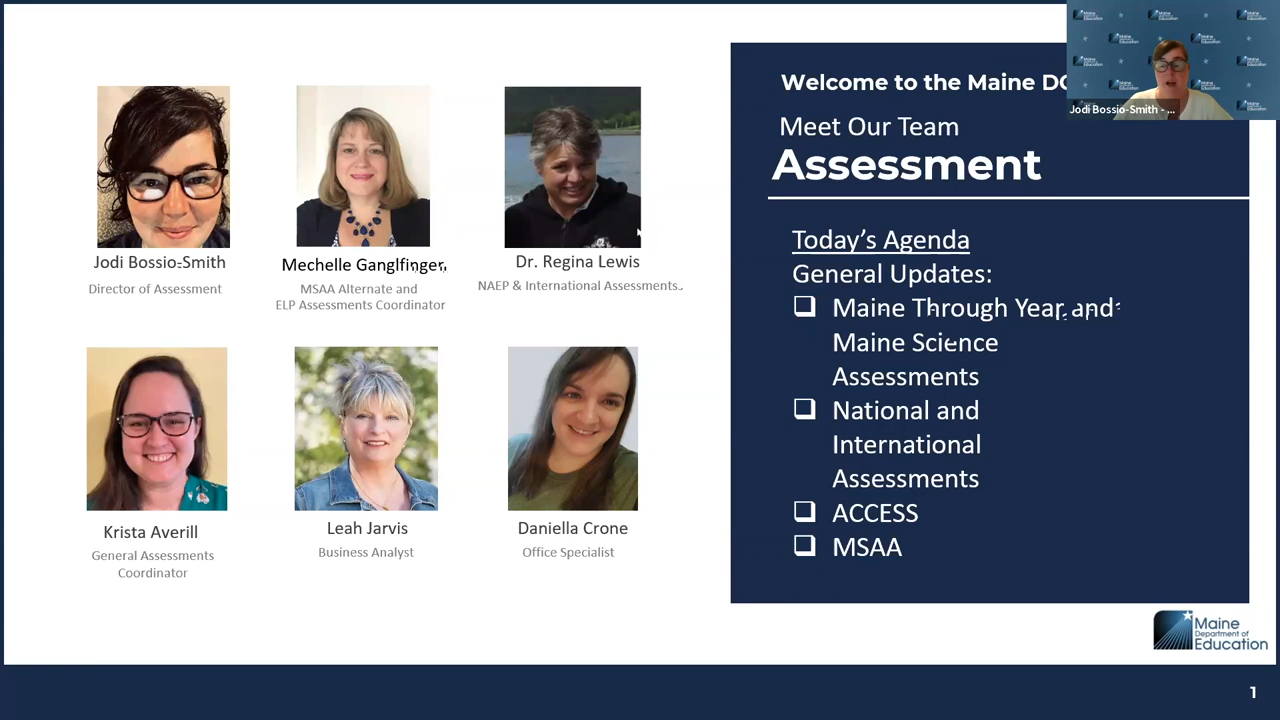 Welcome to the Maine
Jodi Bossio-Smith - ...
Meet Our Team
Assessment
Jodi Bossio-Smith
Director of Assessment
Mechelle Ganglfinger
MSAA Alternate and
ELP Assessments Coordinator
Dr. Regina Lewis
NAEP & International Assessments
Krista Averill
General Assessments
Coordinator
Leah Jarvis
Business Analyst
Daniella Crone
Office Specialist
Today's Agenda
General Updates:
❑ Maine Through Year and
Maine Science
Assessments
❑ National and
International
Assessments
❑ ACCESS
❑ MSAA
Maine
Department of
Education
1